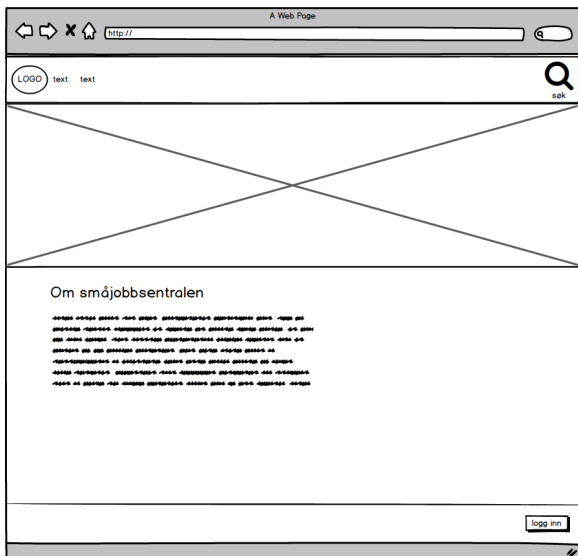 A Web Page
http://
LOGO text text
søk
Om småjobbsentralen
logg inn